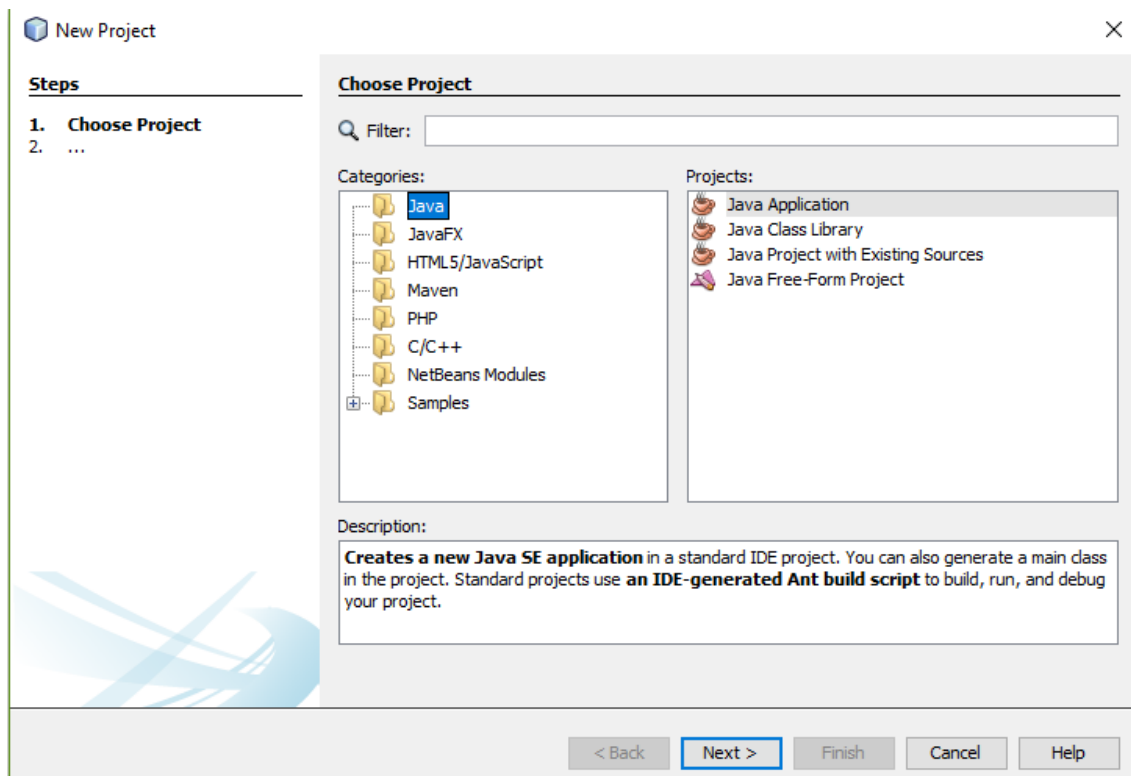 New Project
Steps
1. Choose Project
2. ...
Choose Project
Filter:
Categories:
Java
JavaFX
HTML5/JavaScript
Maven
PHP
C/C++
NetBeans Modules
Samples
Projects:
Java Application
Java Class Library
Java Project with Existing Sources
Java Free-Form Project
Description:
Creates a new Java SE application in a standard IDE project. You can also generate a main class
in the project. Standard projects use an IDE-generated Ant build script to build, run, and debug
your project.
< Back Next > Finish Cancel Help